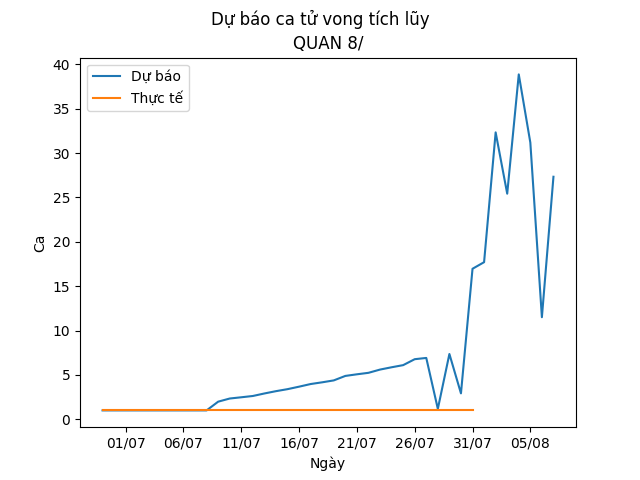 Dự báo ca tử vong tích lũy
QUAN 8/
Dự báo
Thực tế
40
35
30
25
20
15
10
5
0
Ca
01/07 06/07 11/07 16/07 21/07 26/07 31/07 05/08
Ngày